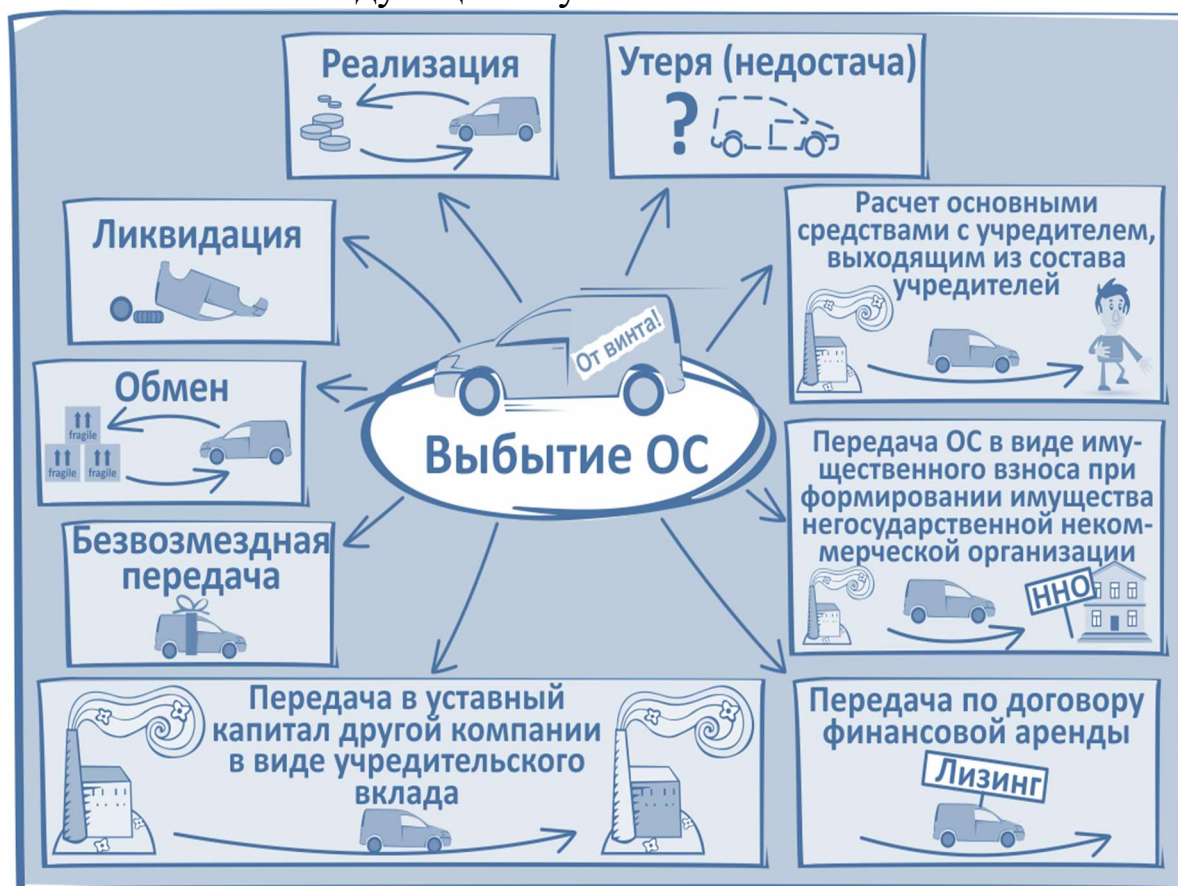 Реализация
Утеря (недостача)
?
Ликвидация
Расчет основными
средствами с учредителем,
выходящим из состава
учредителей
От винта!
Обмен
fragile
fragile
fragile
Выбытие ОС
Передача ОС в виде иму-
щественного взноса при
формировании имущества
негосударственной неком-
мерческой организации
ННО
Безвозмездная
передача
Передача в уставный
капитал другой компании
в виде учредительского
вклада
Передача по договору
финансовой аренды
Лизинг